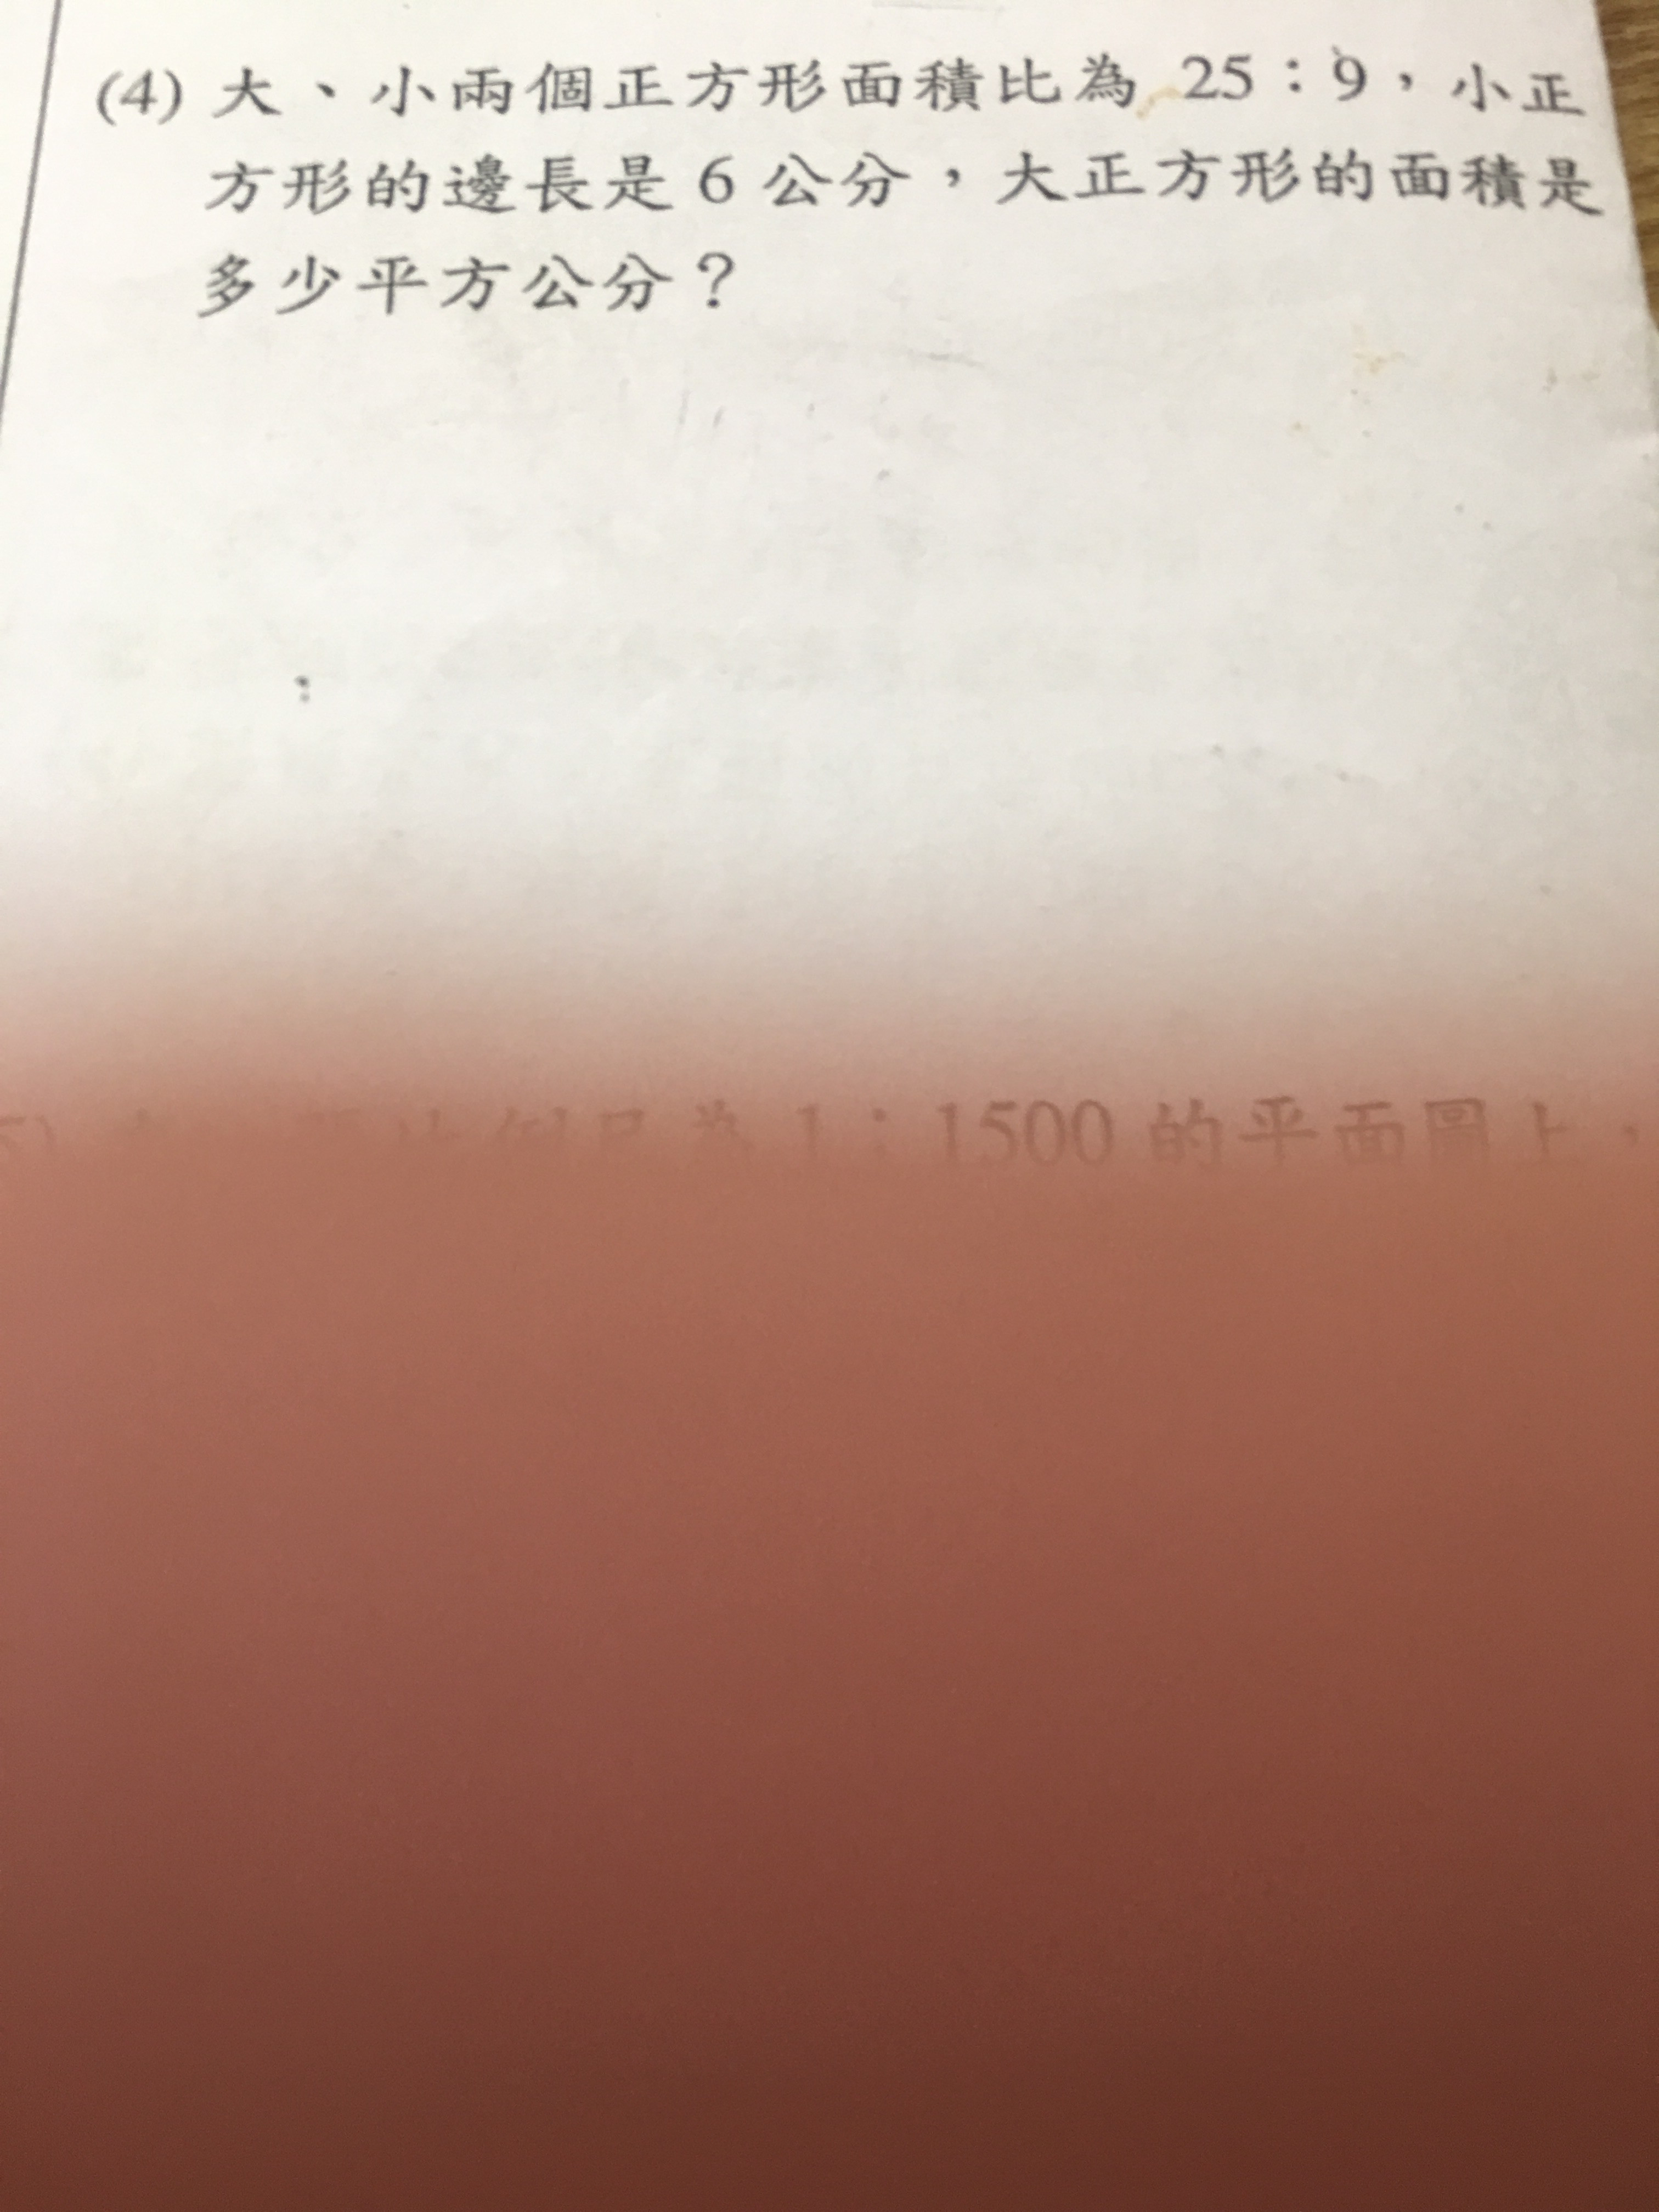 (4) 大、小兩個正方形面積比為 25：9，小正
方形的邊長是 6 公分，大正方形的面積是
多少平方公分？
為 1：1500 的平面圖上，